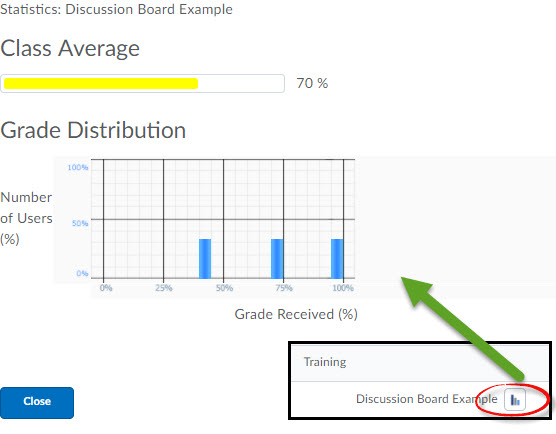 Statistics: Discussion Board Example
Class Average
70 %
Grade Distribution
Number
of Users
(%)
100%
50%
0%
0% 25% 50% 75% 100%
Grade Received (%)
Training
Discussion Board Example
Close